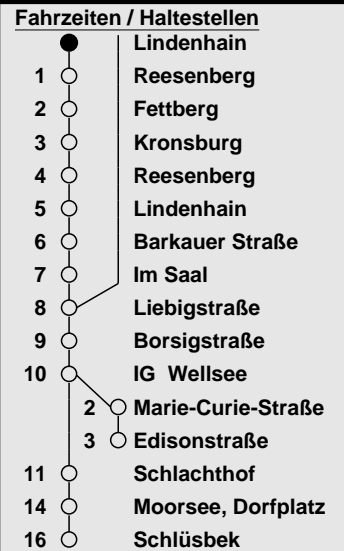 Fahrzeiten / Haltestellen
Lindenhain
1 Reesenberg
2 Fettberg
3 Kronsburg
4 Reesenberg
5 Lindenhain
6 Barkauer Straße
7 Im Saal
8 Liebigstraße
9 Borsigstraße
10 IG Wellsee
2 Marie-Curie-Straße
3 Edisonstraße
11 Schlachthof
14 Moorsee, Dorfplatz
16 Schlüsbek